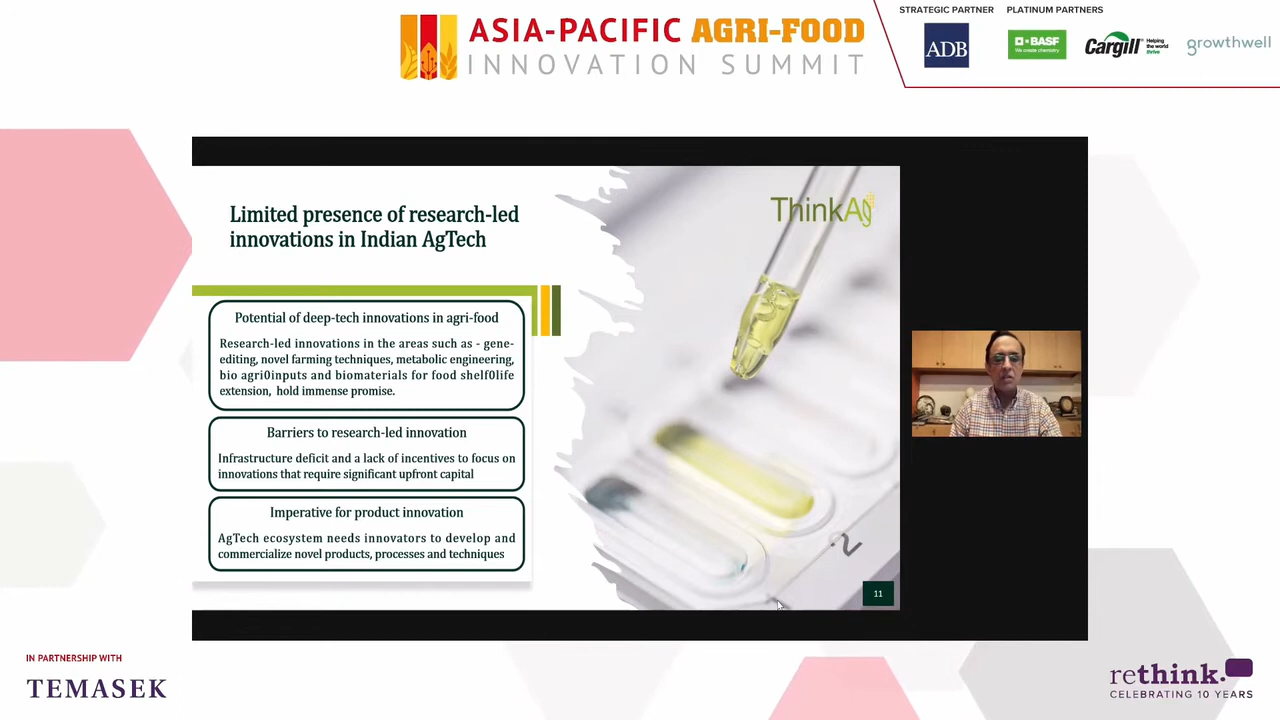 STRATEGIC PARTNER
PLATINUM PARTNERS
ASIA-PACIFIC AGRI-FOOD
INNOVATION SUMMIT
ADB
BASF
We create chemistry
Cargill
Helping
the world
thrive
growthwell
ThinkAg
Limited presence of research-led
innovations in Indian AgTech
Potential of deep-tech innovations in agri-food
Research-led innovations in the areas such as - gene-
editing, novel farming techniques, metabolic engineering,
bio agri0inputs and biomaterials for food shelf0life
extension, hold immense promise.
Barriers to research-led innovation
Infrastructure deficit and a lack of incentives to focus on
innovations that require significant upfront capital
Imperative for product innovation
AgTech ecosystem needs innovators to develop and
commercialize novel products, processes and techniques
2
11
IN PARTNERSHIP WITH
TEMASEK
rethink.
CELEBRATING 10 YEARS